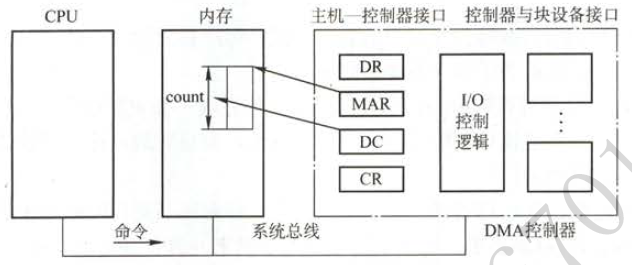 CPU
内存
主机—控制器接口
控制器与块设备接口
count
DR
MAR
DC
CR
I/O
控制
逻辑
⋮
命令
系统总线
DMA控制器